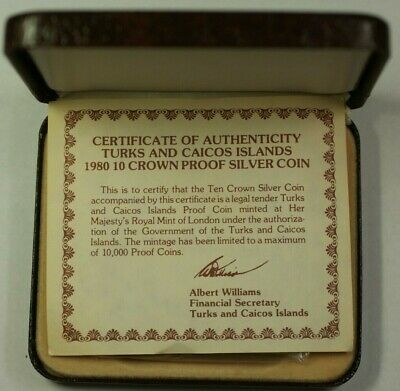 CERTIFICATE OF AUTHENTICITY
TURKS AND CAICOS ISLANDS
1980 10 CROWN PROOF SILVER COIN
This is to certify that the Ten Crown Silver Coin
accompanied by this certificate is a legal tender Turks
and Caicos Islands Proof Coin minted at Her
Majesty's Royal Mint of London under the authoriza-
tion of the Government of the Turks and Caicos
Islands. The mintage has been limited to a maximum
of 10,000 Proof Coins.
Albert Williams
Financial Secretary
Turks and Caicos Islands